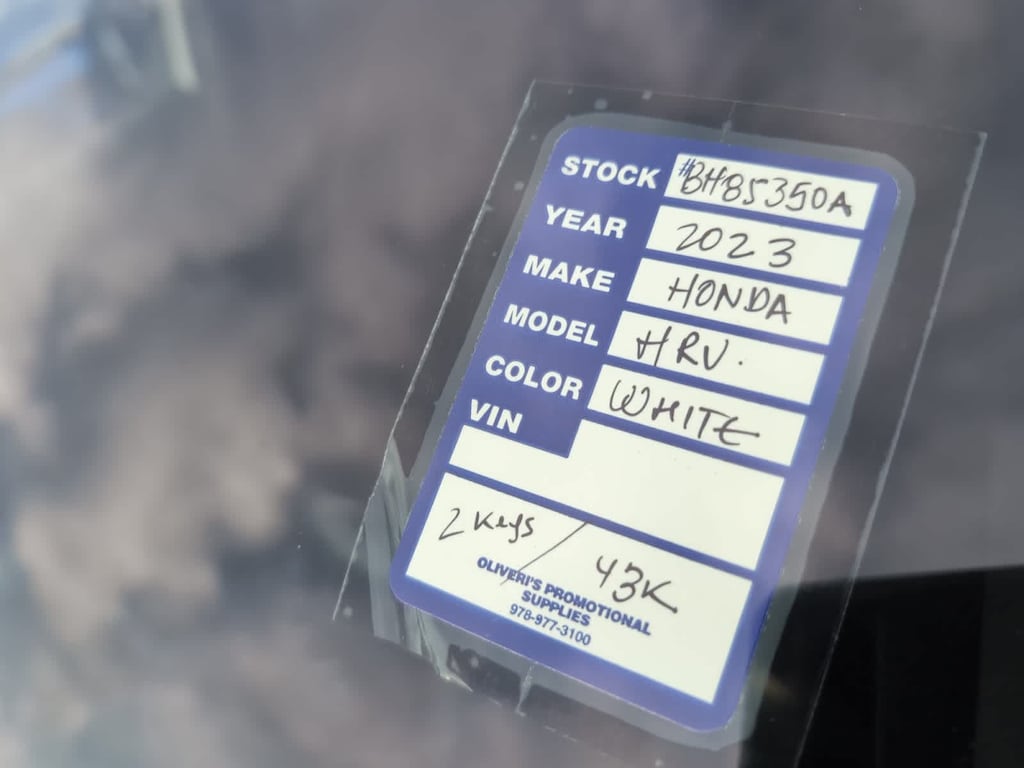 STOCK #BH85350A
YEAR 2023
MAKE HONDA
MODEL HRV.
COLOR WHITE
VIN
2 Keys / 43K
OLIVERI'S PROMOTIONAL
SUPPLIES
978-977-3100